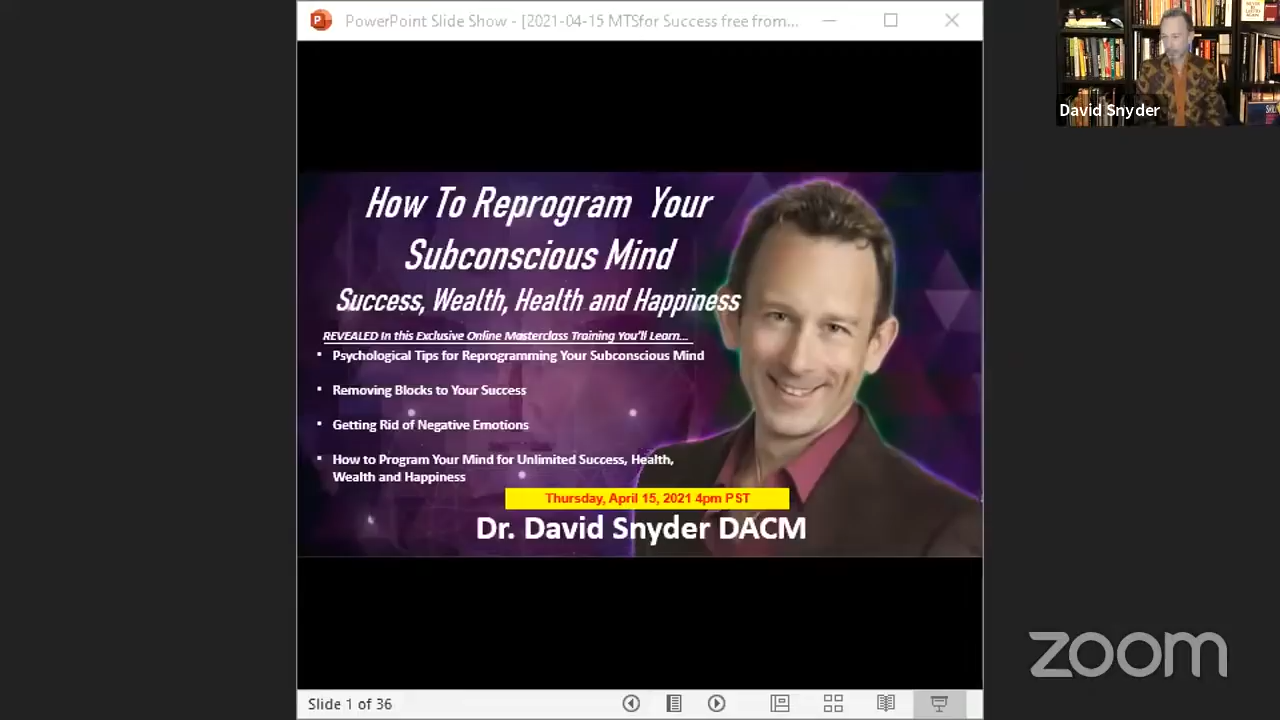 PowerPoint Slide Show - [2021-04-15 MTSfor Success free from...
David Snyder
How To Reprogram Your
Subconscious Mind
Success, Wealth, Health and Happiness
REVEALED In this Exclusive Online Masterclass Training You'll Learn...
• Psychological Tips for Reprogramming Your Subconscious Mind
• Removing Blocks to Your Success
• Getting Rid of Negative Emotions
• How to Program Your Mind for Unlimited Success, Health,
Wealth and Happiness
Thursday, April 15, 2021 4pm PST
Dr. David Snyder DACM
zoom
Slide 1 of 36